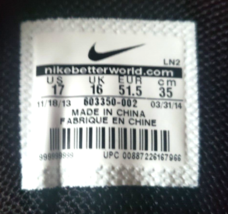 LN2
nikebetterworld.com
US UK EUR cm
17 16 51.5 35
11/18/13 603350-002 03/31/14
MADE IN CHINA
FABRIQUE EN CHINE
UPC 00887226167966